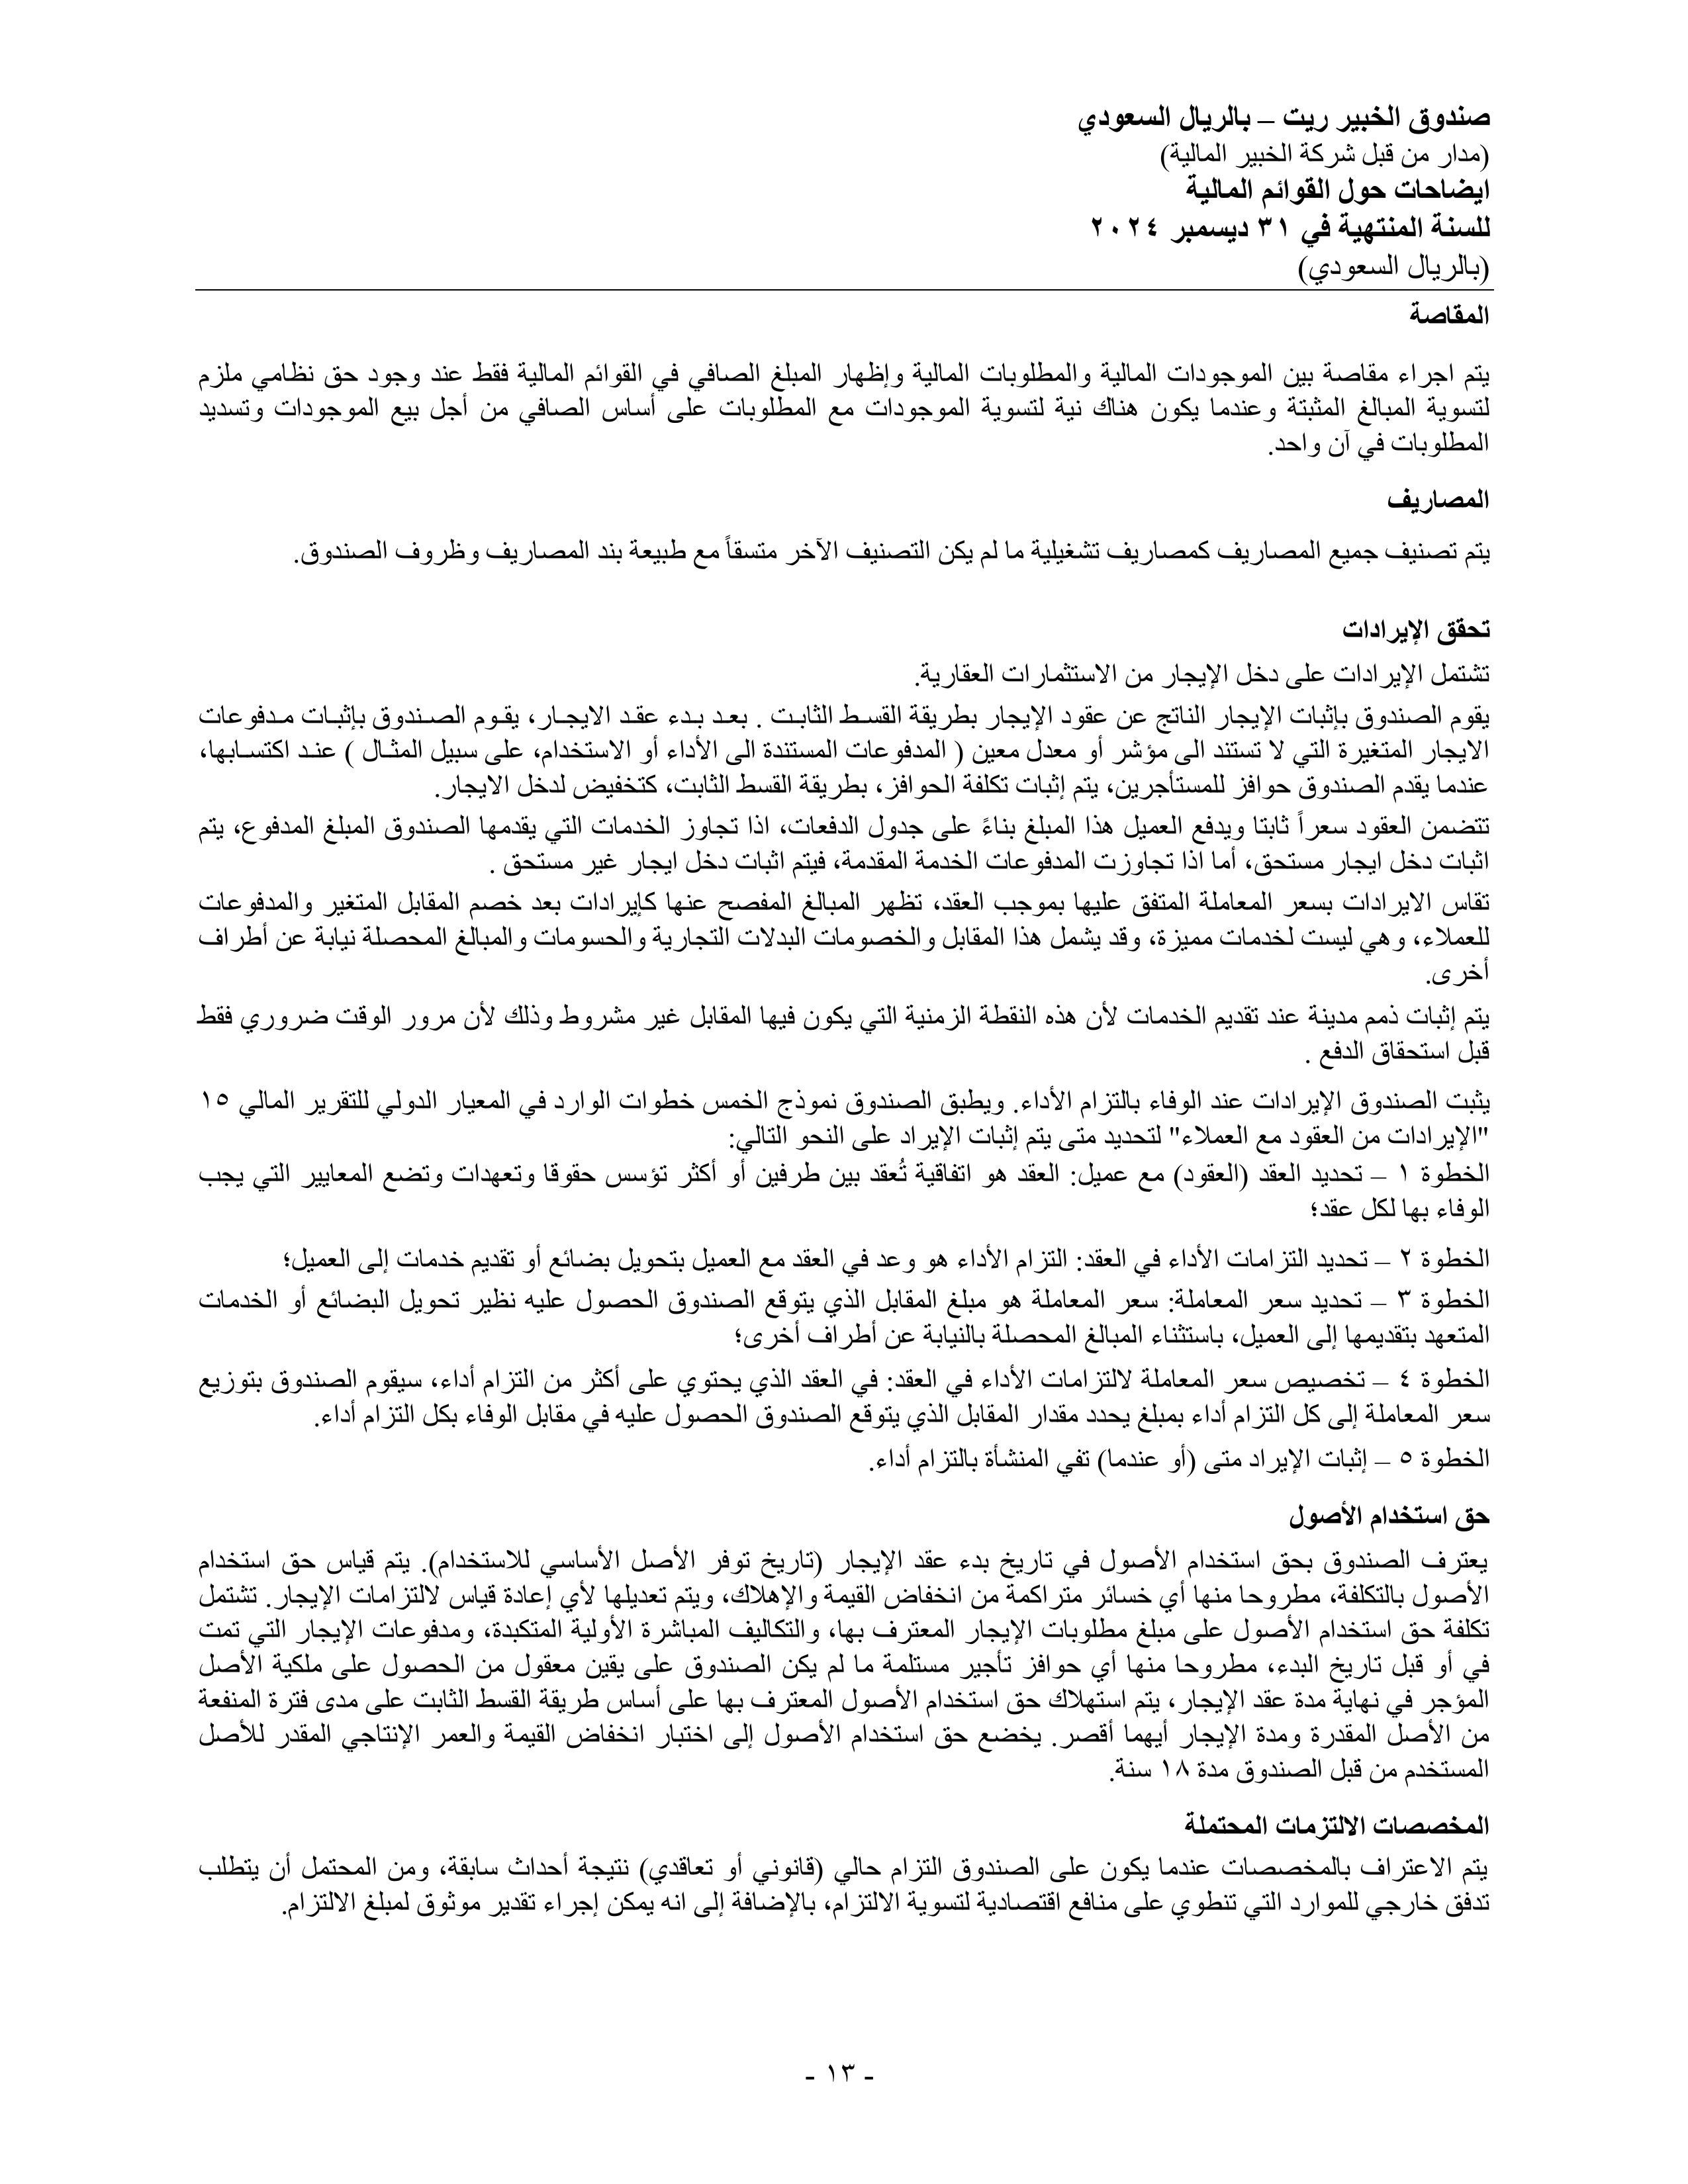 صندوق الخبير ريت – بالريال السعودي
(مدار من قبل شركة الخبير المالية)
ايضاحات حول القوائم المالية
للسنة المنتهية في ٣١ ديسمبر ٢٠٢٤
(بالريال السعودي)
المقاصة
يتم اجراء مقاصة بين الموجودات المالية والمطلوبات المالية وإظهار المبلغ الصافي في القوائم المالية فقط عند وجود حق نظامي ملزم
لتسوية المبالغ المثبتة وعندما يكون هناك نية لتسوية الموجودات مع المطلوبات على أساس الصافي من أجل بيع الموجودات وتسديد
المطلوبات في آن واحد.
المصاريف
يتم تصنيف جميع المصاريف كمصاريف تشغيلية ما لم يكن التصنيف الآخر متسقاً مع طبيعة بند المصاريف وظروف الصندوق.
تحقق الإيرادات
تشتمل الإيرادات على دخل الإيجار من الاستثمارات العقارية.
يقوم الصندوق بإثبات الإيجار الناتج عن عقود الإيجار بطريقة القسط الثابت . بعد بدء عقد الايجار، يقوم الصندوق بإثبات مدفوعات
الايجار المتغيرة التي لا تستند الى مؤشر أو معدل معين ( المدفوعات المستندة الى الأداء أو الاستخدام، على سبيل المثال ) عند اكتسابها،
عندما يقدم الصندوق حوافز للمستأجرين، يتم إثبات تكلفة الحوافز، بطريقة القسط الثابت، كتخفيض لدخل الايجار.
تتضمن العقود سعراً ثابتا ويدفع العميل هذا المبلغ بناءً على جدول الدفعات، اذا تجاوز الخدمات التي يقدمها الصندوق المبلغ المدفوع، يتم
اثبات دخل ايجار مستحق، أما اذا تجاوزت المدفوعات الخدمة المقدمة، فيتم اثبات دخل ايجار غير مستحق .
تقاس الايرادات بسعر المعاملة المتفق عليها بموجب العقد، تظهر المبالغ المفصح عنها كإيرادات بعد خصم المقابل المتغير والمدفوعات
للعملاء، وهي ليست لخدمات مميزة، وقد يشمل هذا المقابل والخصومات البدلات التجارية والحسومات والمبالغ المحصلة نيابة عن أطراف
أخرى.
يتم إثبات ذمم مدينة عند تقديم الخدمات لأن هذه النقطة الزمنية التي يكون فيها المقابل غير مشروط وذلك لأن مرور الوقت ضروري فقط
قبل استحقاق الدفع .
يثبت الصندوق الإيرادات عند الوفاء بالتزام الأداء. ويطبق الصندوق نموذج الخمس خطوات الوارد في المعيار الدولي للتقرير المالي ١٥
"الإيرادات من العقود مع العملاء" لتحديد متى يتم إثبات الإيراد على النحو التالي:
الخطوة ١ – تحديد العقد (العقود) مع عميل: العقد هو اتفاقية تُعقد بين طرفين أو أكثر تؤسس حقوقا وتعهدات وتضع المعايير التي يجب
الوفاء بها لكل عقد؛
الخطوة ٢ – تحديد التزامات الأداء في العقد: التزام الأداء هو وعد في العقد مع العميل بتحويل بضائع أو تقديم خدمات إلى العميل؛
الخطوة ٣ – تحديد سعر المعاملة: سعر المعاملة هو مبلغ المقابل الذي يتوقع الصندوق الحصول عليه نظير تحويل البضائع أو الخدمات
المتعهد بتقديمها إلى العميل، باستثناء المبالغ المحصلة بالنيابة عن أطراف أخرى؛
الخطوة ٤ – تخصيص سعر المعاملة لالتزامات الأداء في العقد: في العقد الذي يحتوي على أكثر من التزام أداء، سيقوم الصندوق بتوزيع
سعر المعاملة إلى كل التزام أداء بمبلغ يحدد مقدار المقابل الذي يتوقع الصندوق الحصول عليه في مقابل الوفاء بكل التزام أداء.
الخطوة ٥ – إثبات الإيراد متى (أو عندما) تفي المنشأة بالتزام أداء.
حق استخدام الأصول
يعترف الصندوق بحق استخدام الأصول في تاريخ بدء عقد الإيجار (تاريخ توفر الأصل الأساسي للاستخدام). يتم قياس حق استخدام
الأصول بالتكلفة، مطروحا منها أي خسائر متراكمة من انخفاض القيمة والإهلاك، ويتم تعديلها لأي إعادة قياس لالتزامات الإيجار. تشتمل
تكلفة حق استخدام الأصول على مبلغ مطلوبات الإيجار المعترف بها، والتكاليف المباشرة الأولية المتكبدة، ومدفوعات الإيجار التي تمت
في أو قبل تاريخ البدء، مطروحا منها أي حوافز تأجير مستلمة ما لم يكن الصندوق على يقين معقول من الحصول على ملكية الأصل
المؤجر في نهاية مدة عقد الإيجار، يتم استهلاك حق استخدام الأصول المعترف بها على أساس طريقة القسط الثابت على مدى فترة المنفعة
من الأصل المقدرة ومدة الإيجار أيهما أقصر. يخضع حق استخدام الأصول إلى اختبار انخفاض القيمة والعمر الإنتاجي المقدر للأصل
المستخدم من قبل الصندوق مدة ١٨ سنة.
المخصصات الالتزمات المحتملة
يتم الاعتراف بالمخصصات عندما يكون على الصندوق التزام حالي (قانوني أو تعاقدي) نتيجة أحداث سابقة، ومن المحتمل أن يتطلب
تدفق خارجي للموارد التي تنطوي على منافع اقتصادية لتسوية الالتزام، بالإضافة إلى انه يمكن إجراء تقدير موثوق لمبلغ الالتزام.
- ١٣ -